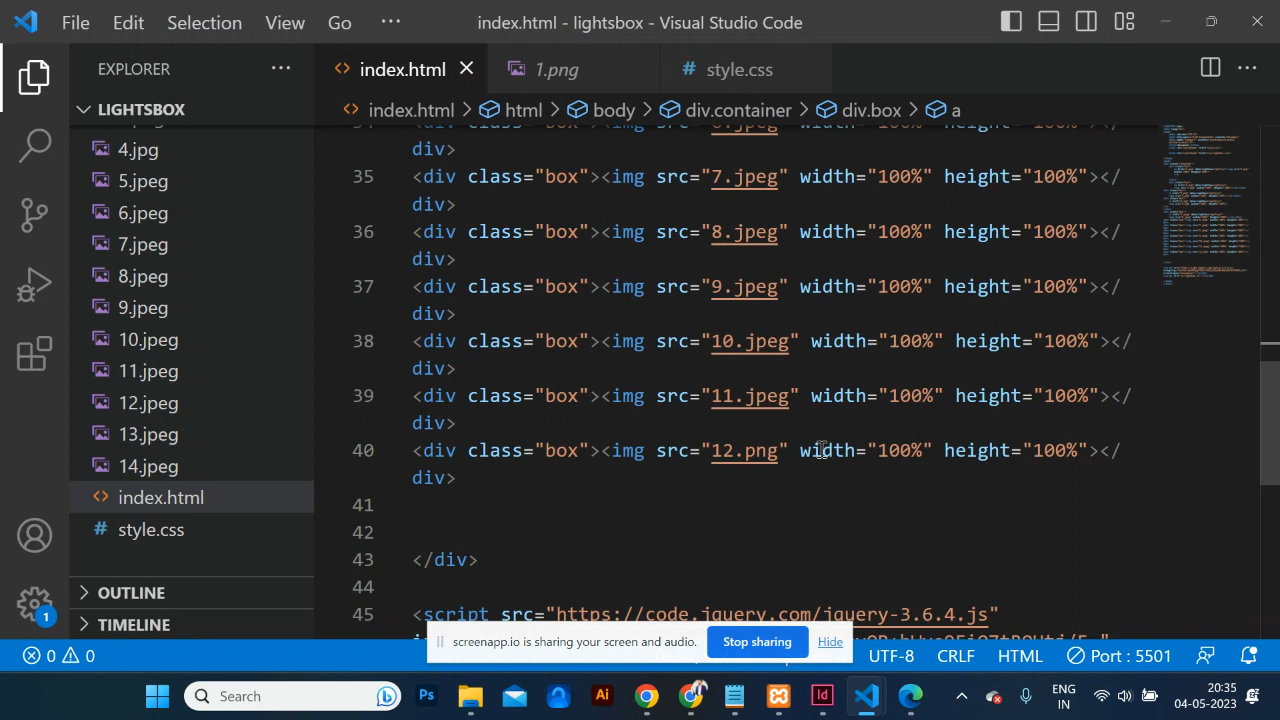 File Edit Selection View Go ··· index.html - lightsbox - Visual Studio Code
EXPLORER ···
LIGHTSBOX
4.jpg
5.jpeg
6.jpeg
7.jpeg
8.jpeg
9.jpeg
10.jpeg
11.jpeg
12.jpeg
13.jpeg
14.jpeg
index.html
style.css
OUTLINE
TIMELINE
1
index.html 1.png # style.css
index.html > html > body > div.container > div.box > a
div>
35 <div class="box"><img src="7.jpeg" width="100%" height="100%"></
div>
36 <div class="box"><img src="8.jpeg" width="100%" height="100%"></
div>
37 <div class="box"><img src="9.jpeg" width="100%" height="100%"></
div>
38 <div class="box"><img src="10.jpeg" width="100%" height="100%"></
div>
39 <div class="box"><img src="11.jpeg" width="100%" height="100%"></
div>
40 <div class="box"><img src="12.png" width="100%" height="100%"></
div>
41
42
43 </div>
44
45 <script src="https://code.jquery.com/jquery-3.6.4.js"
screenapp.io is sharing your screen and audio. Stop sharing Hide
0 0 UTF-8 CRLF HTML Port : 5501
Search Ps Ai Id ENG
IN
20:35
04-05-2023